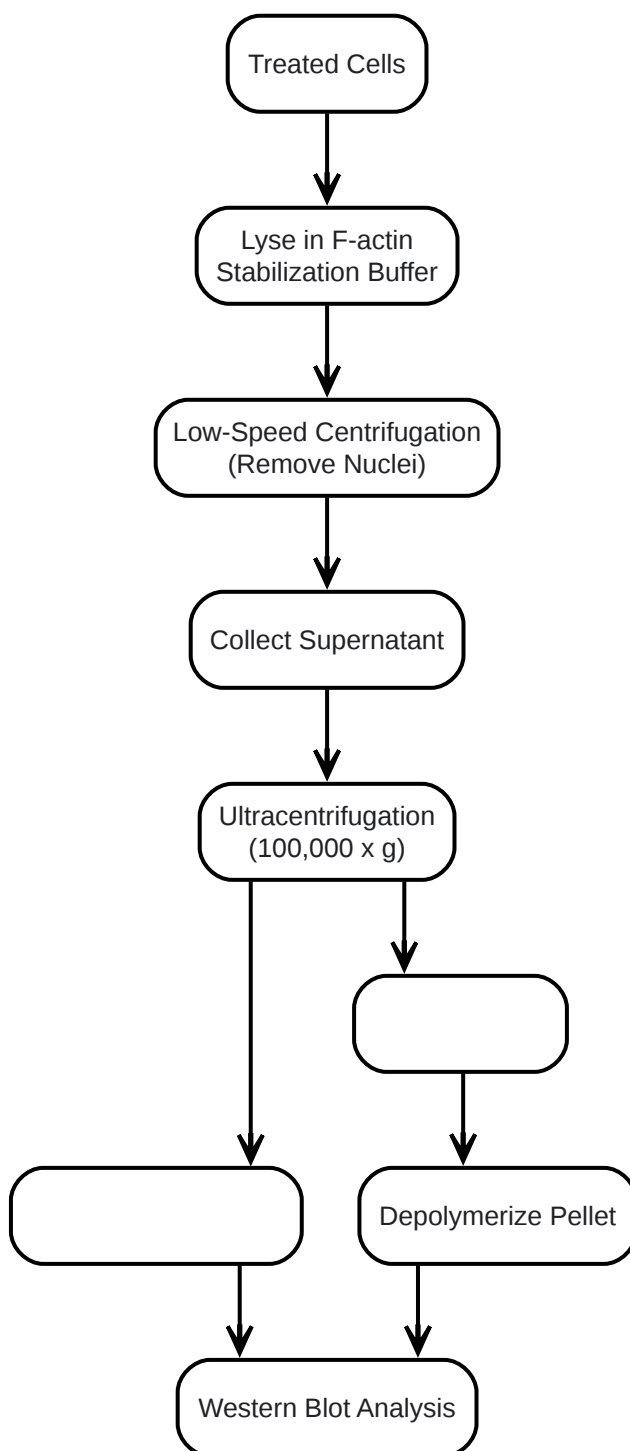 Treated Cells
Lyse in F-actin
Stabilization Buffer
Low-Speed Centrifugation
(Remove Nuclei)
Collect Supernatant
Ultracentrifugation
(100,000 x g)
Depolymerize Pellet
Western Blot Analysis